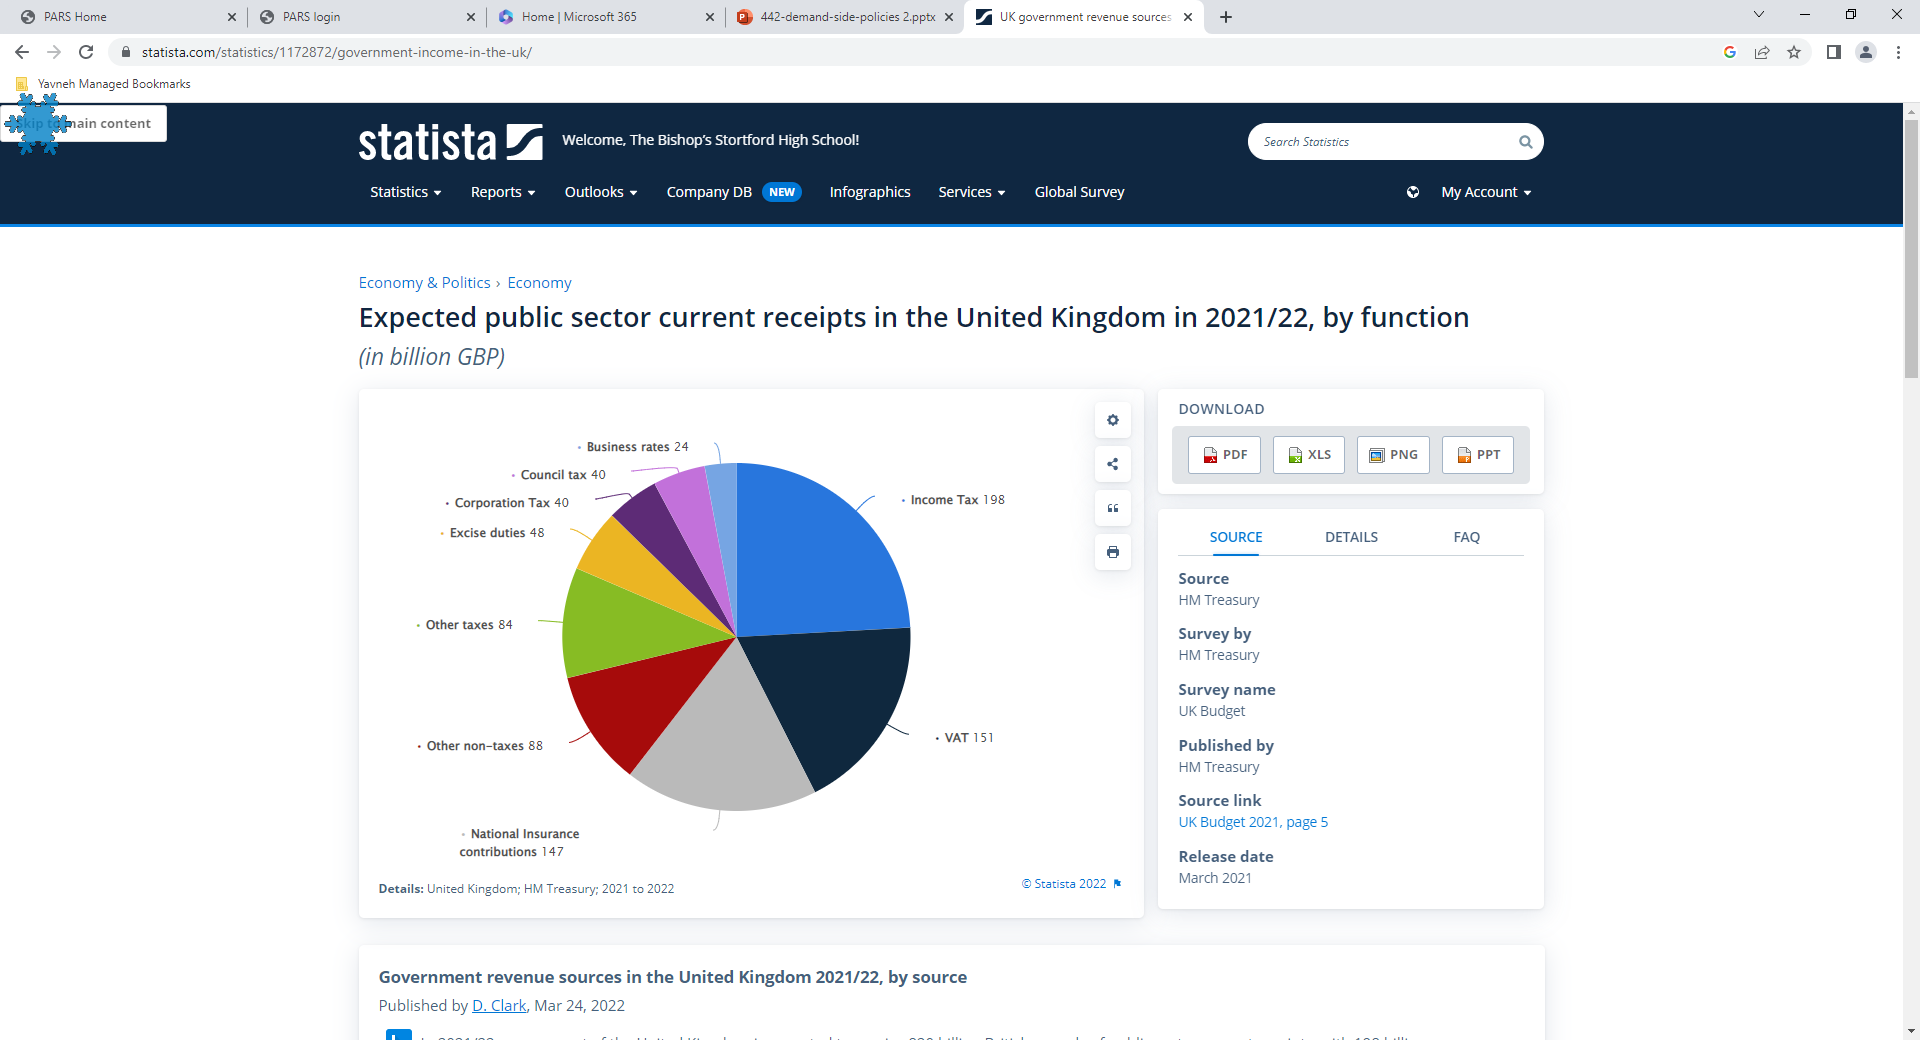 PARS Home
PARS login
Home | Microsoft 365
442-demand-side-policies 2.pptx
UK government revenue sources
statista.com/statistics/1172872/government-income-in-the-uk/
Yavneh Managed Bookmarks
Skip to main content
statista
Welcome, The Bishop's Stortford High School!
Search Statistics
Statistics
Reports
Outlooks
Company DB NEW
Infographics
Services
Global Survey
My Account
Economy & Politics › Economy
Expected public sector current receipts in the United Kingdom in 2021/22, by function
(in billion GBP)
Business rates 24
Council tax 40
Corporation Tax 40
Excise duties 48
Other taxes 84
Other non-taxes 88
National Insurance
contributions 147
Income Tax 198
VAT 151
Details: United Kingdom; HM Treasury; 2021 to 2022
© Statista 2022
DOWNLOAD
PDF
XLS
PNG
PPT
SOURCE
DETAILS
FAQ
Source
HM Treasury
Survey by
HM Treasury
Survey name
UK Budget
Published by
HM Treasury
Source link
UK Budget 2021, page 5
Release date
March 2021
Government revenue sources in the United Kingdom 2021/22, by source
Published by D. Clark, Mar 24, 2022